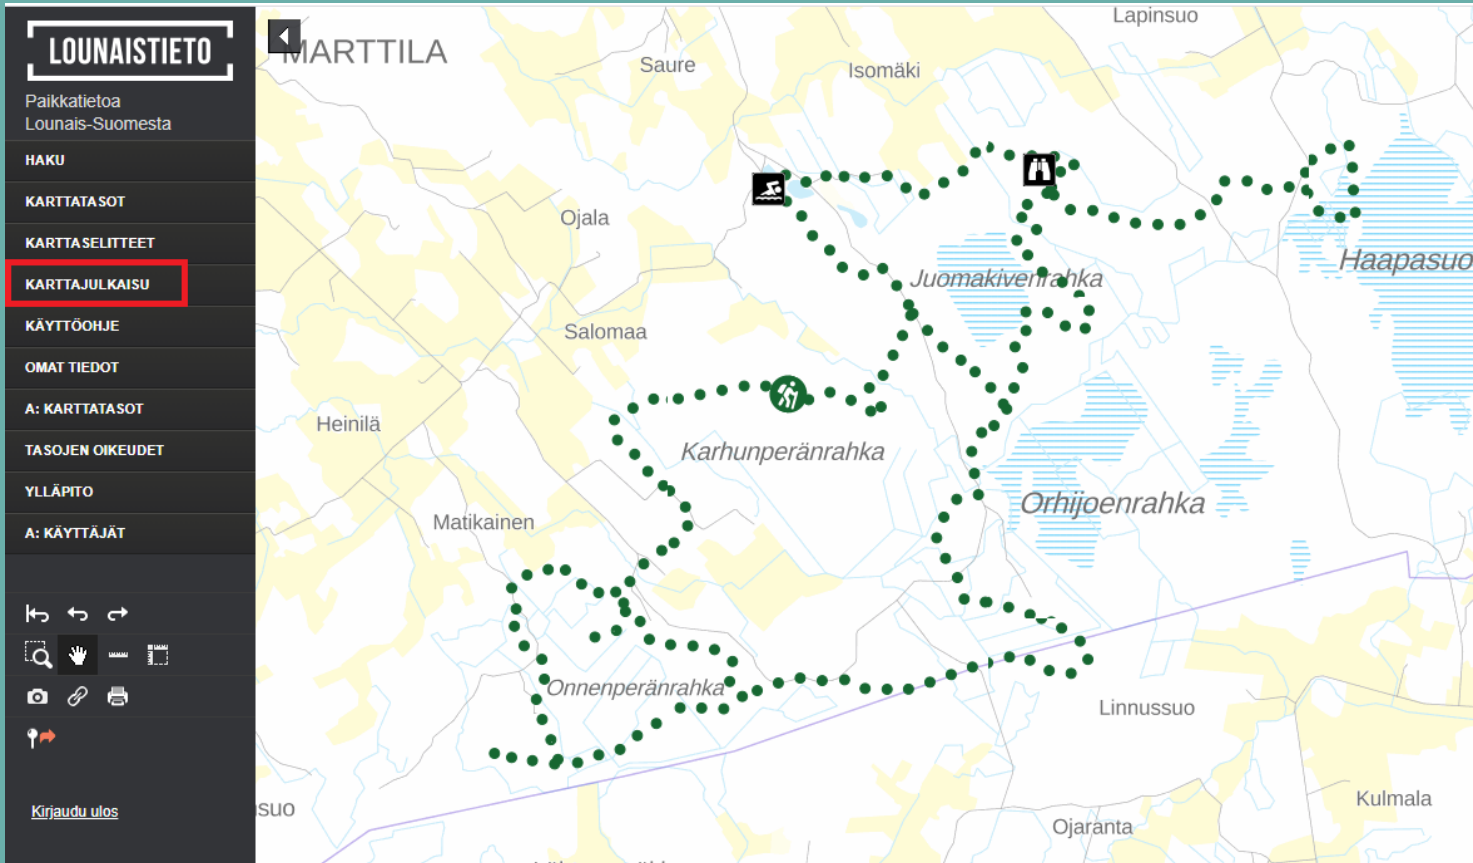 LOUNAISTIETO
Paikkatietoa
Lounais-Suomesta
HAKU
KARTTATASOT
KARTTASELITTEET
KARTTAJULKAISU
KÄYTTÖOHJE
OMAT TIEDOT
A: KARTTATASOT
TASOJEN OIKEUDET
YLLÄPITO
A: KÄYTTÄJÄT
Kirjaudu ulos
MARTTILA
Lapinsuo
Saure
Isomäki
Ojala
Haapasuo
Juomakivenrahka
Salomaa
Heinilä
Karhunperänrahka
Orhijoenrahka
Matikainen
Onnenperänrahka
Linnussuo
Kulmala
Ojaranta